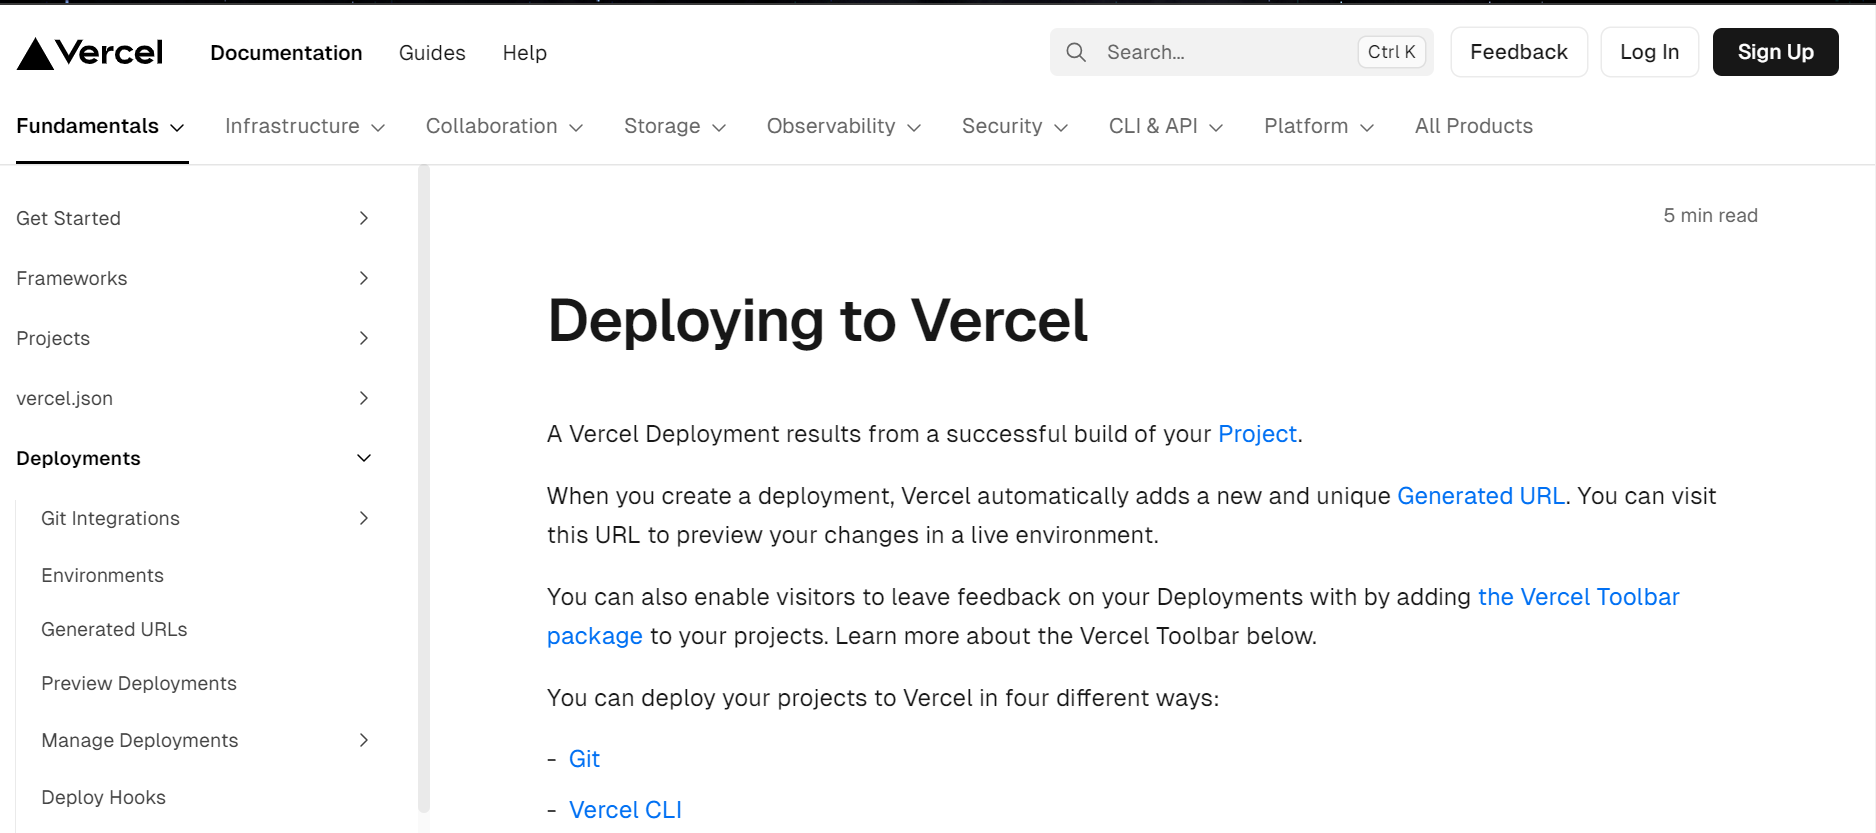 Vercel
Documentation Guides Help
Search... Ctrl K
Feedback
Log In
Sign Up
Fundamentals Infrastructure Collaboration Storage Observability Security CLI & API Platform All Products
Get Started
Frameworks
Projects
vercel.json
Deployments
Git Integrations
Environments
Generated URLs
Preview Deployments
Manage Deployments
Deploy Hooks
5 min read
Deploying to Vercel
A Vercel Deployment results from a successful build of your Project.
When you create a deployment, Vercel automatically adds a new and unique Generated URL. You can visit
this URL to preview your changes in a live environment.
You can also enable visitors to leave feedback on your Deployments with by adding the Vercel Toolbar
package to your projects. Learn more about the Vercel Toolbar below.
You can deploy your projects to Vercel in four different ways:
- Git
- Vercel CLI